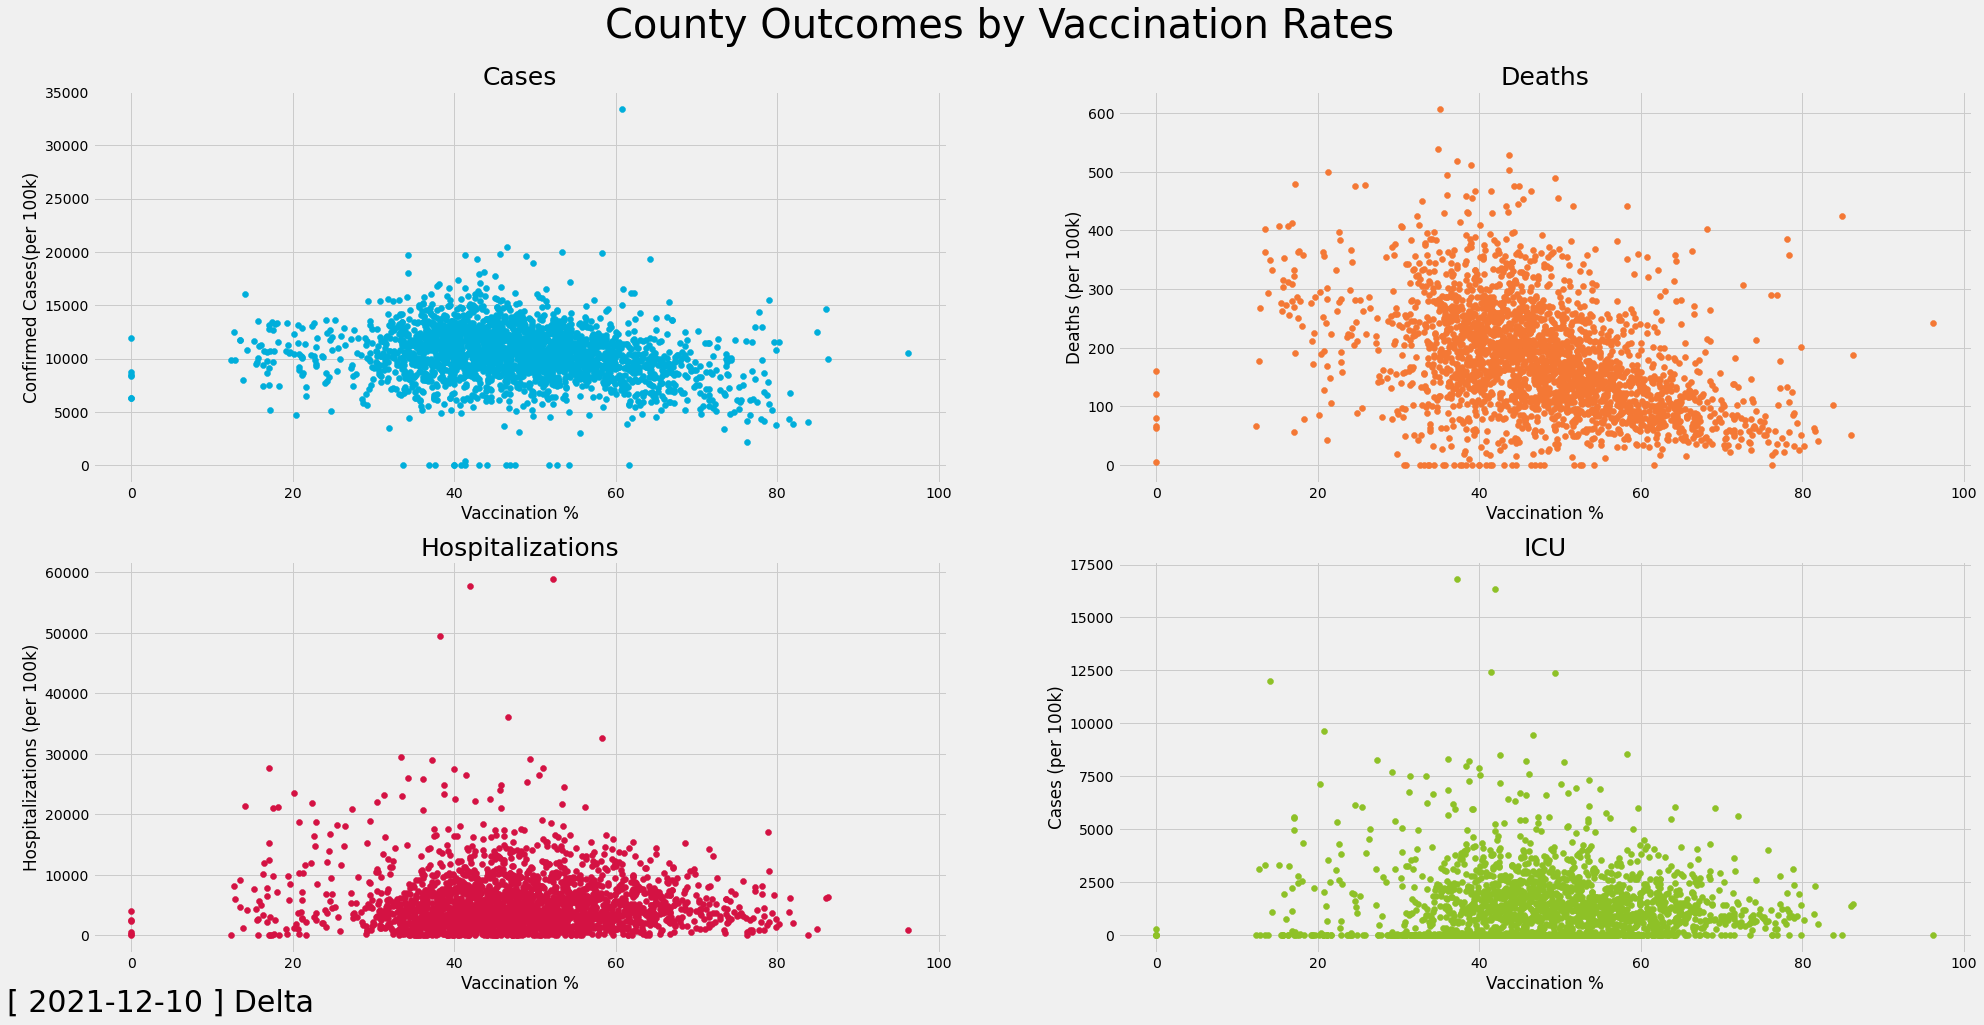 County Outcomes by Vaccination Rates
Cases
Confirmed Cases(per 100k)
35000
30000
25000
20000
15000
10000
5000
0
0 20 40 60 80 100
Vaccination %
Deaths
Deaths (per 100k)
600
500
400
300
200
100
0
0 20 40 60 80 100
Vaccination %
Hospitalizations
Hospitalizations (per 100k)
60000
50000
40000
30000
20000
10000
0
0 20 40 60 80 100
Vaccination %
ICU
Cases (per 100k)
17500
15000
12500
10000
7500
5000
2500
0
0 20 40 60 80 100
Vaccination %
[ 2021-12-10 ] Delta